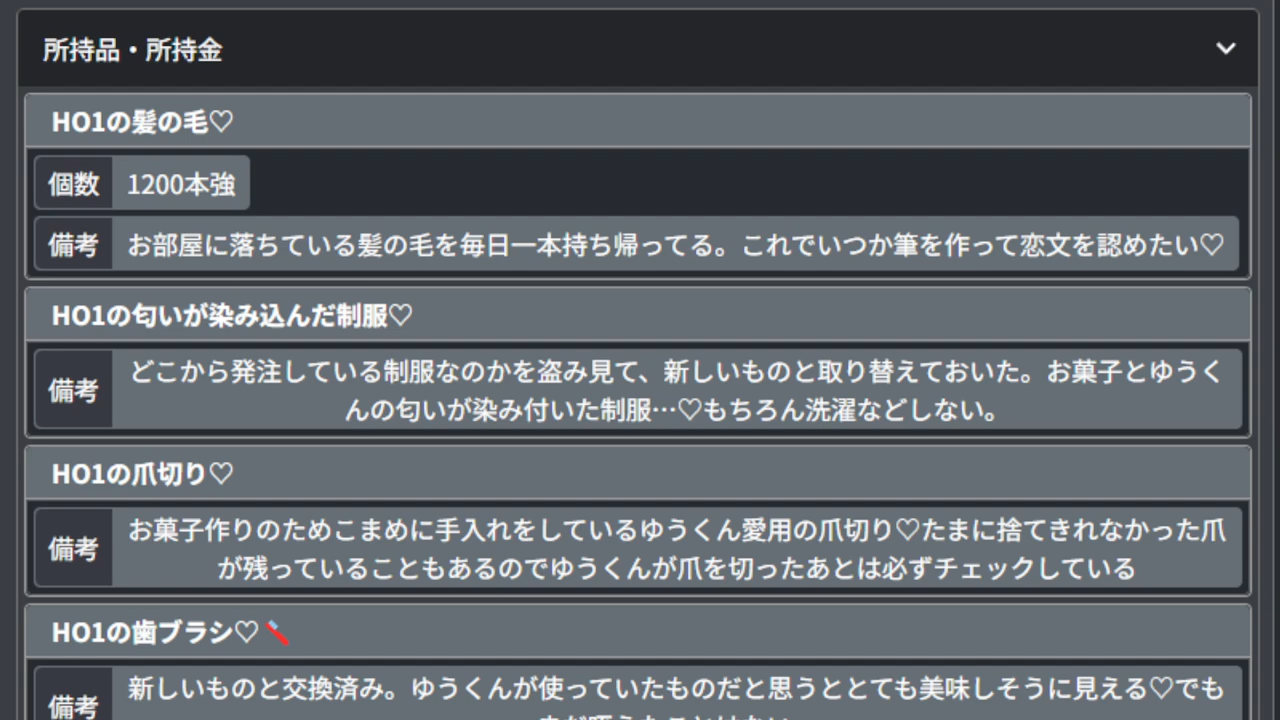 所持品・所持金
HO1の髪の毛♡
個数 1200本強
備考 お部屋に落ちている髪の毛を毎日一本持ち帰ってる。これでいつか筆を作って恋文を認めたい♡
HO1の匂いが染み込んだ制服♡
備考 どこから発注している制服なのかを盗み見て、新しいものと取り替えておいた。お菓子とゆうく
んの匂いが染み付いた制服…♡もちろん洗濯などしない。
HO1の爪切り♡
備考 お菓子作りのためこまめに手入れをしているゆうくん愛用の爪切り♡たまに捨てきれなかった爪
が残っていることもあるのでゆうくんが爪を切ったあとは必ずチェックしている
HO1の歯ブラシ♡
備考 新しいものと交換済み。ゆうくんが使っていたものだと思うととても美味しそうに見える♡でも